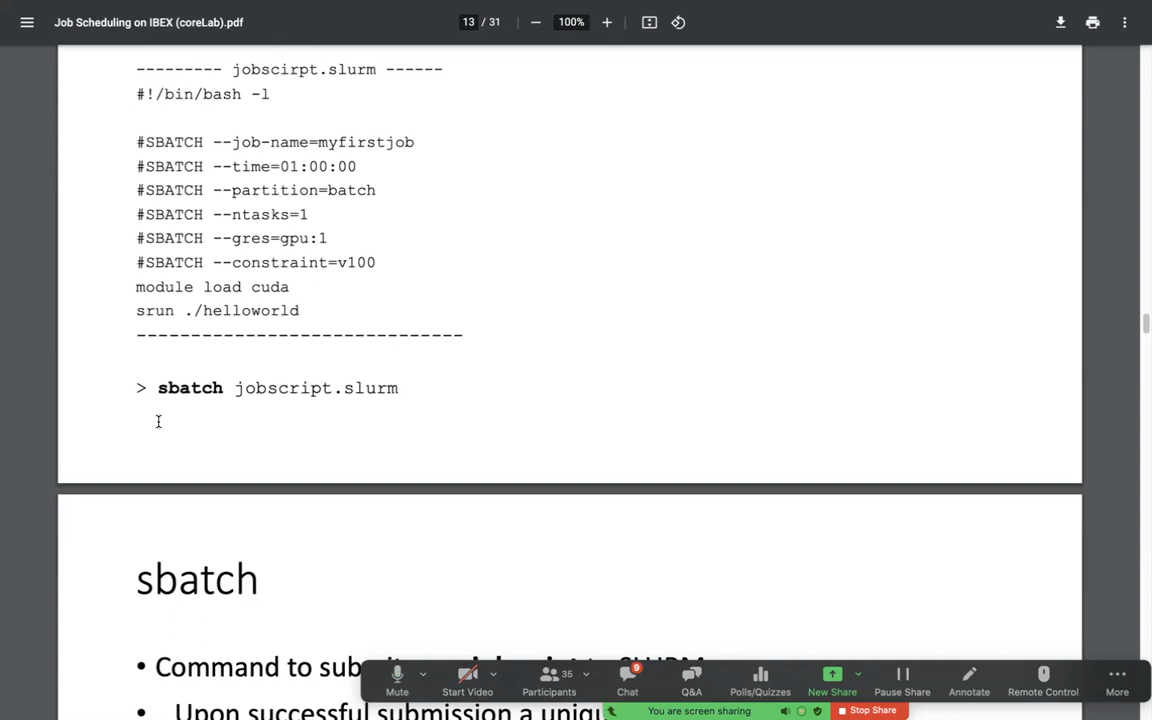 Job Scheduling on IBEX (coreLab).pdf
13 / 31
100%
--------- jobscirpt.slurm ------
#!/bin/bash -l
#SBATCH --job-name=myfirstjob
#SBATCH --time=01:00:00
#SBATCH --partition=batch
#SBATCH --ntasks=1
#SBATCH --gres=gpu:1
#SBATCH --constraint=v100
module load cuda
srun ./helloworld
------------------------------
> sbatch jobscript.slurm
sbatch
• Command to
• Upon successful submission a
35
9
Mute
Start Video
Participants
Chat
Q&A
Polls/Quizzes
New Share
Pause Share
Annotate
Remote Control
More
You are screen sharing
Stop Share